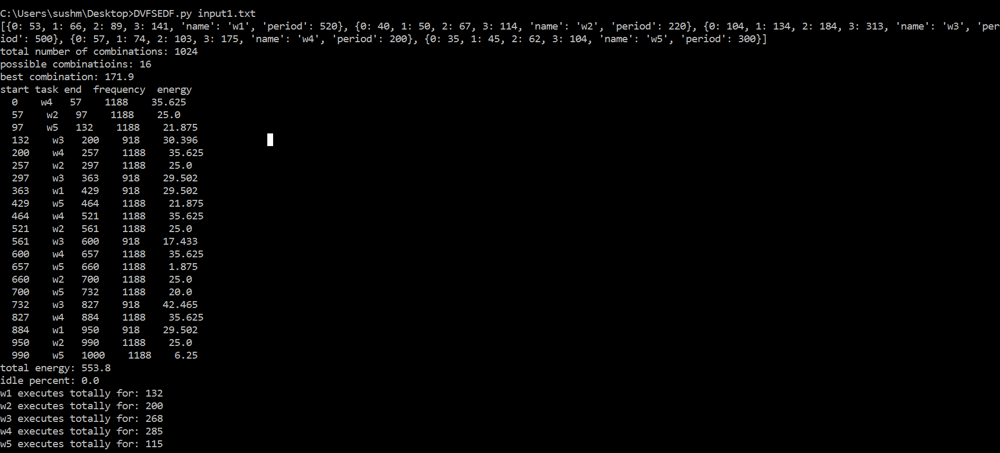 C:\Users\sushm\Desktop>DVFSEDF.py input1.txt
[{0: 53, 1: 66, 2: 89, 3: 141, 'name': 'w1', 'period': 520}, {0: 40, 1: 50, 2: 67, 3: 114, 'name': 'w2', 'period': 220}, {0: 104, 1: 134, 2: 184, 3: 313, 'name': 'w3', 'per
iod': 500}, {0: 57, 1: 74, 2: 103, 3: 175, 'name': 'w4', 'period': 200}, {0: 35, 1: 45, 2: 62, 3: 104, 'name': 'w5', 'period': 300}]
total number of combinations: 1024
possible combinatioins: 16
best combination: 171.9
start task end  frequency  energy
  0    w4   57    1188    35.625
  57    w2   97    1188    25.0
  97    w5   132    1188    21.875
  132    w3   200    918    30.396
  200    w4   257    1188    35.625
  257    w2   297    1188    25.0
  297    w3   363    918    29.502
  363    w1   429    918    29.502
  429    w5   464    1188    21.875
  464    w4   521    1188    35.625
  521    w2   561    1188    25.0
  561    w3   600    918    17.433
  600    w4   657    1188    35.625
  657    w5   660    1188    1.875
  660    w2   700    1188    25.0
  700    w5   732    1188    20.0
  732    w3   827    918    42.465
  827    w4   884    1188    35.625
  884    w1   950    918    29.502
  950    w2   990    1188    25.0
  990    w5   1000    1188    6.25
total energy: 553.8
idle percent: 0.0
w1 executes totally for: 132
w2 executes totally for: 200
w3 executes totally for: 268
w4 executes totally for: 285
w5 executes totally for: 115